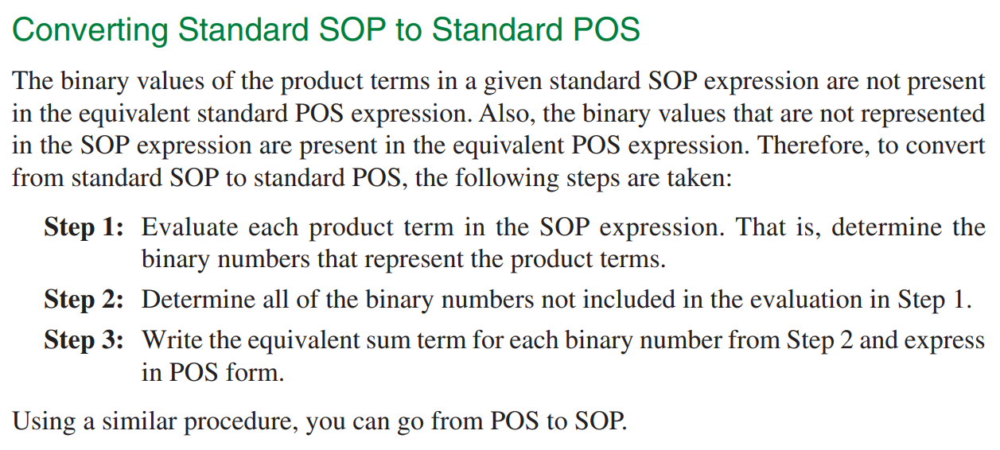 Converting Standard SOP to Standard POS
The binary values of the product terms in a given standard SOP expression are not present
in the equivalent standard POS expression. Also, the binary values that are not represented
in the SOP expression are present in the equivalent POS expression. Therefore, to convert
from standard SOP to standard POS, the following steps are taken:
Step 1: Evaluate each product term in the SOP expression. That is, determine the
binary numbers that represent the product terms.
Step 2: Determine all of the binary numbers not included in the evaluation in Step 1.
Step 3: Write the equivalent sum term for each binary number from Step 2 and express
in POS form.
Using a similar procedure, you can go from POS to SOP.